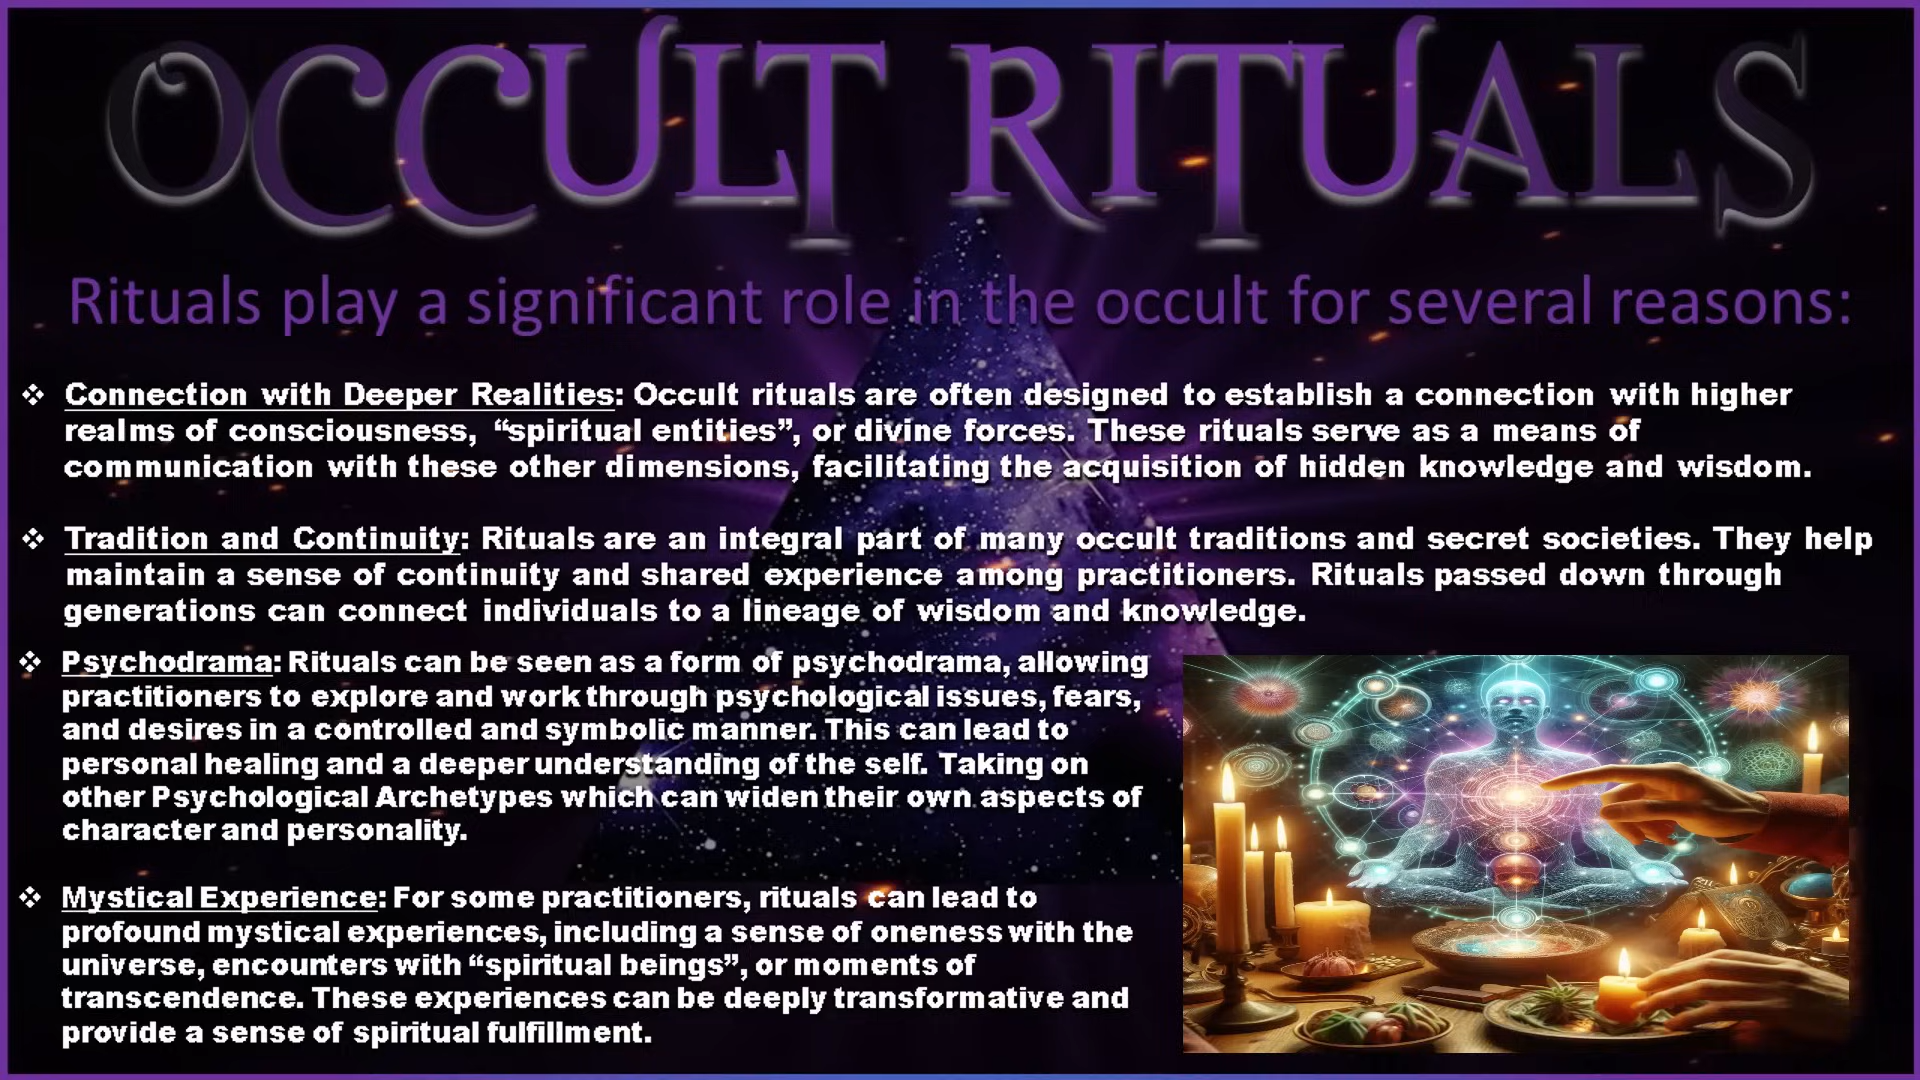 OCCULT RITUALS
Rituals play a significant role in the occult for several reasons:
❖ Connection with Deeper Realities: Occult rituals are often designed to establish a connection with higher
realms of consciousness, “spiritual entities”, or divine forces. These rituals serve as a means of
communication with these other dimensions, facilitating the acquisition of hidden knowledge and wisdom.
❖ Tradition and Continuity: Rituals are an integral part of many occult traditions and secret societies. They help
maintain a sense of continuity and shared experience among practitioners. Rituals passed down through
generations can connect individuals to a lineage of wisdom and knowledge.
❖ Psychodrama: Rituals can be seen as a form of psychodrama, allowing
practitioners to explore and work through psychological issues, fears,
and desires in a controlled and symbolic manner. This can lead to
personal healing and a deeper understanding of the self. Taking on
other Psychological Archetypes which can widen their own aspects of
character and personality.
❖ Mystical Experience: For some practitioners, rituals can lead to
profound mystical experiences, including a sense of oneness with the
universe, encounters with “spiritual beings”, or moments of
transcendence. These experiences can be deeply transformative and
provide a sense of spiritual fulfillment.